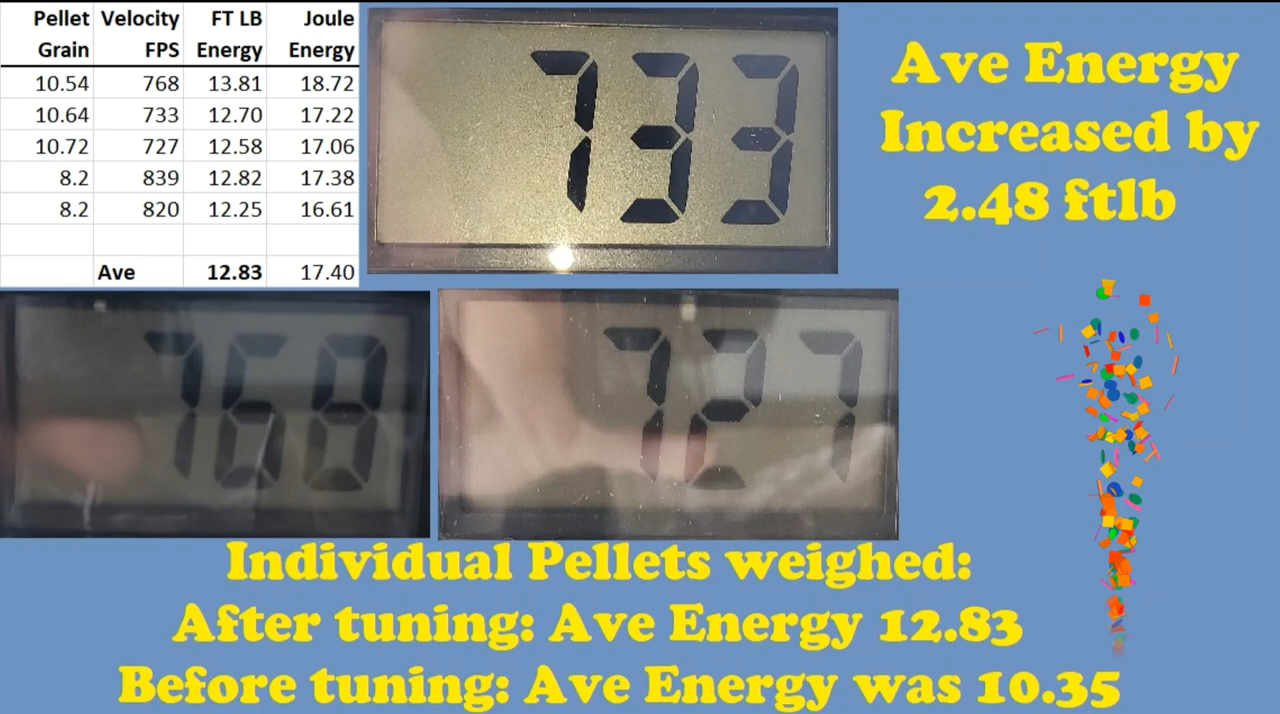 Pellet Velocity FT LB Joule
Grain FPS Energy Energy
10.54 768 13.81 18.72
10.64 733 12.70 17.22
10.72 727 12.58 17.06
8.2 839 12.82 17.38
8.2 820 12.25 16.61
Ave 12.83 17.40
733
Ave Energy
Increased by
2.48 ftlb
768
727
Individual Pellets weighed:
After tuning: Ave Energy 12.83
Before tuning: Ave Energy was 10.35